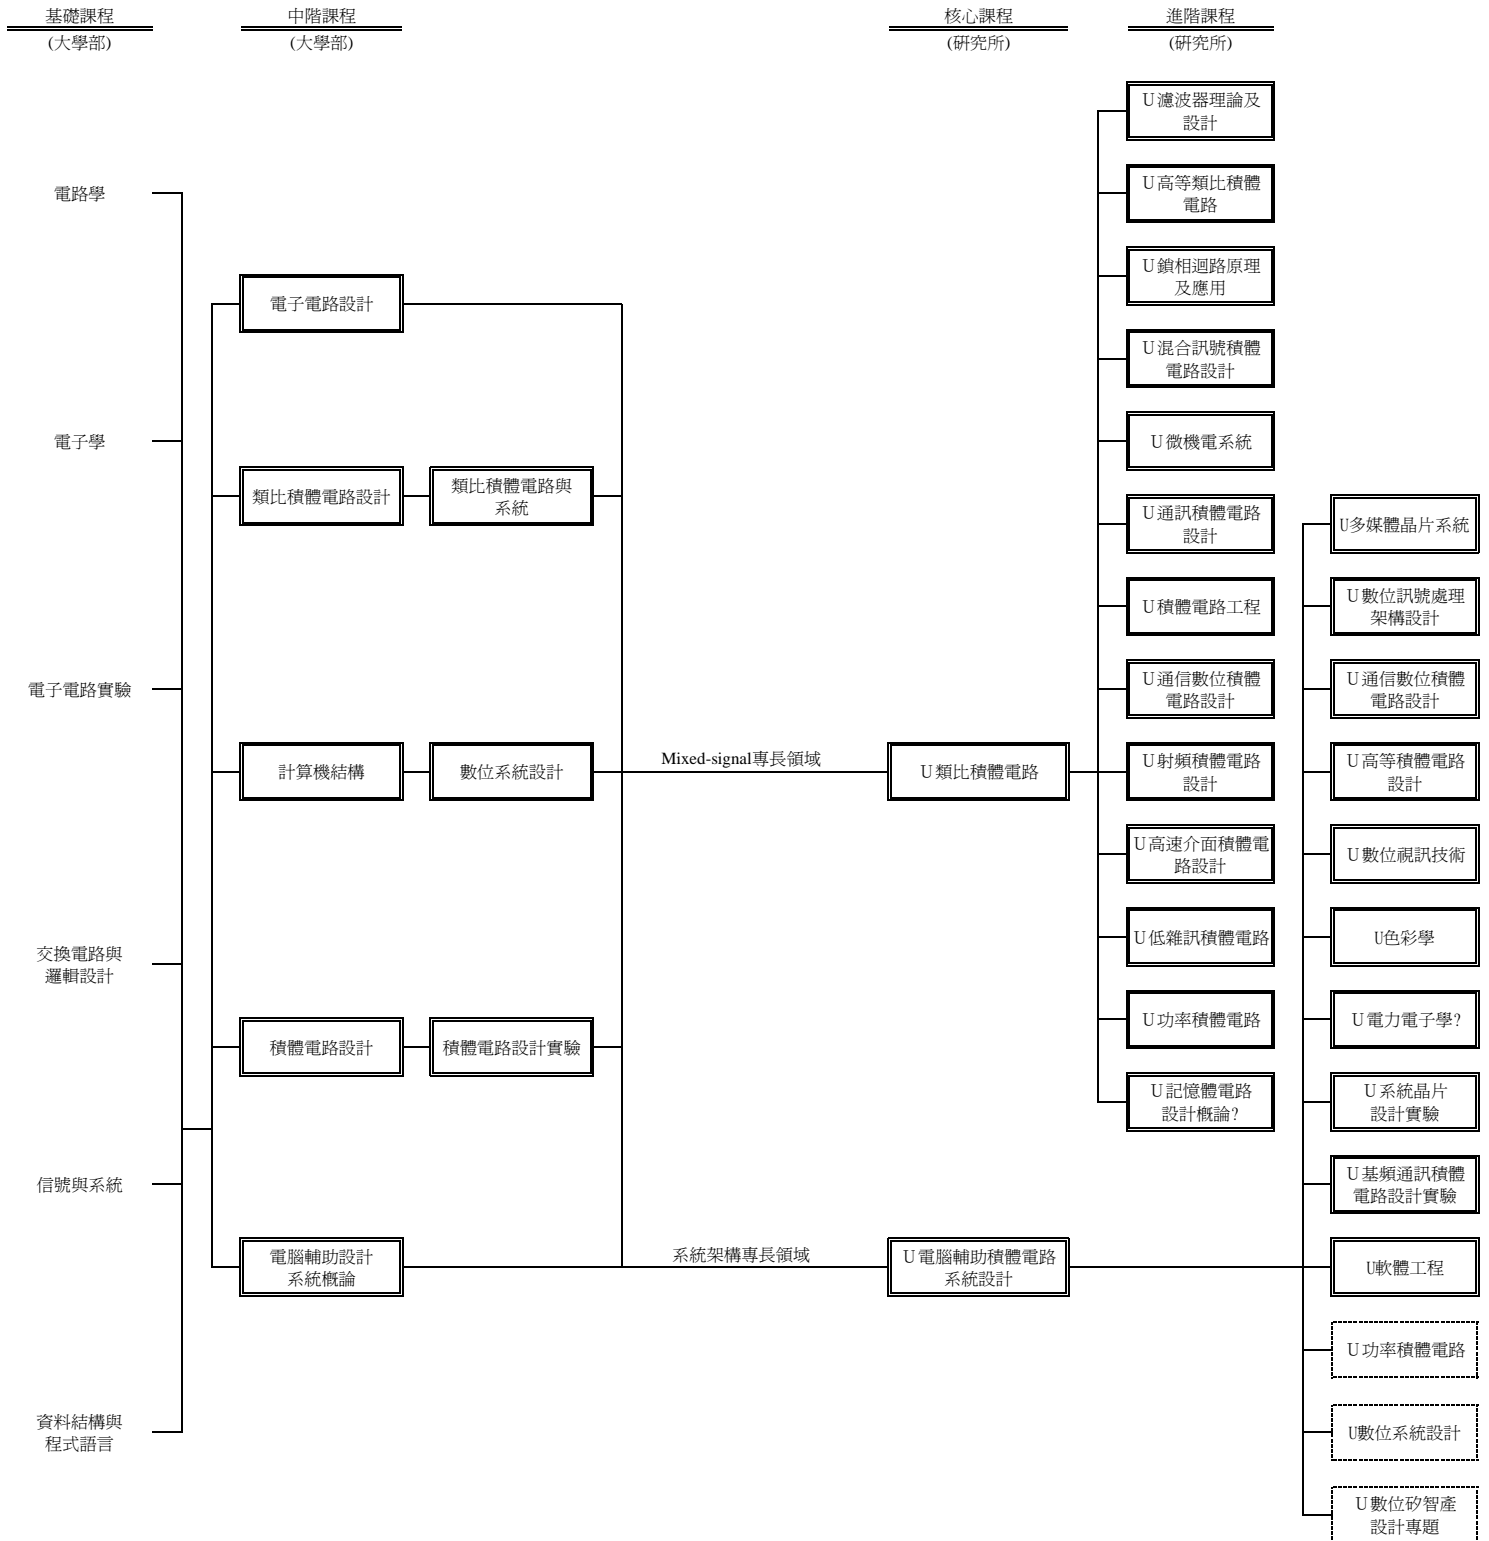 基礎課程
(大學部)
中階課程
(大學部)
核心課程
(研究所)
進階課程
(研究所)
電路學
電子學
電子電路實驗
交換電路與
邏輯設計
信號與系統
資料結構與
程式語言
電子電路設計
類比積體電路設計
類比積體電路與
系統
計算機結構
數位系統設計
積體電路設計
積體電路設計實驗
電腦輔助設計
系統概論
Mixed-signal專長領域
系統架構專長領域
U類比積體電路
U電腦輔助積體電路
系統設計
U濾波器理論及
設計
U高等類比積體
電路
U鎖相迴路原理
及應用
U混合訊號積體
電路設計
U微機電系統
U通訊積體電路
設計
U積體電路工程
U通信數位積體
電路設計
U射頻積體電路
設計
U高速介面積體電
路設計
U低雜訊積體電路
U功率積體電路
U記憶體電路
設計概論?
U多媒體晶片系統
U數位訊號處理
架構設計
U通信數位積體
電路設計
U高等積體電路
設計
U數位視訊技術
U色彩學
U電力電子學?
U系統晶片
設計實驗
U基頻通訊積體
電路設計實驗
U軟體工程
U功率積體電路
U數位系統設計
U數位矽智產
設計專題